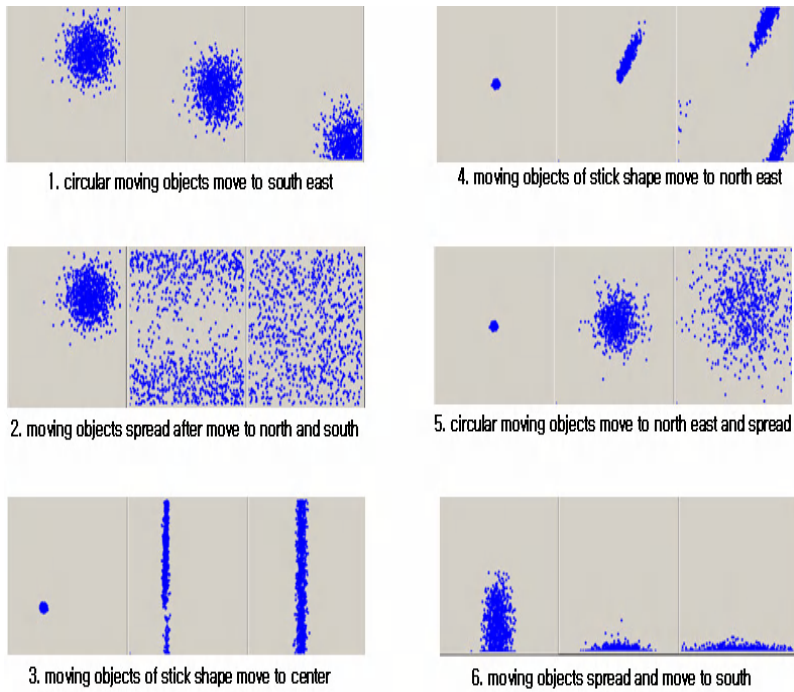 1. circular moving objects move to south east
4. moving objects of stick shape move to north east
2. moving objects spread after move to north and south
5. circular moving objects move to north east and spread
3. moving objects of stick shape move to center
6. moving objects spread and move to south